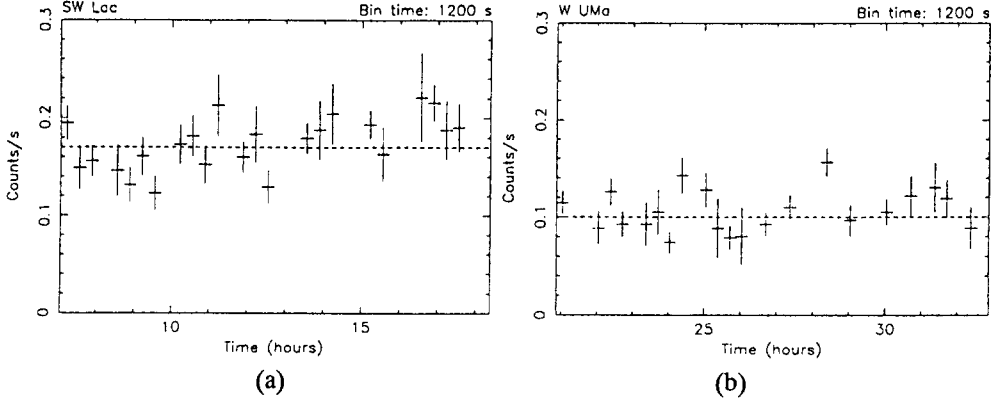 SW Lac Bin time: 1200 s
0.3
0.2
0.1
0
Counts/s
10 15
Time (hours)
(a)
W UMa Bin time: 1200 s
0.3
0.2
0.1
0
Counts/s
25 30
Time (hours)
(b)